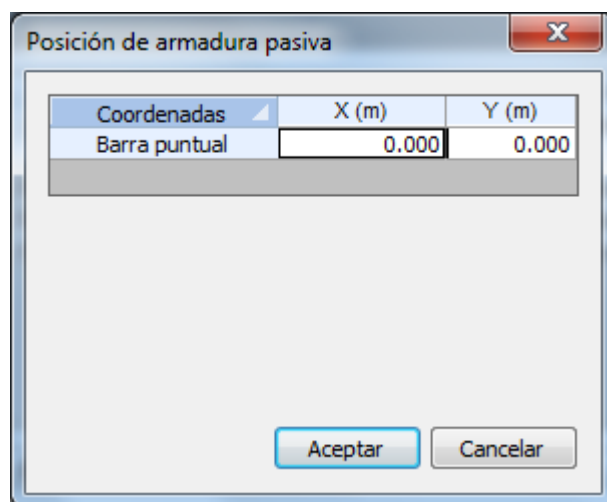 Posición de armadura pasiva
Coordenadas X (m) Y (m)
Barra puntual 0.000 0.000
Aceptar Cancelar